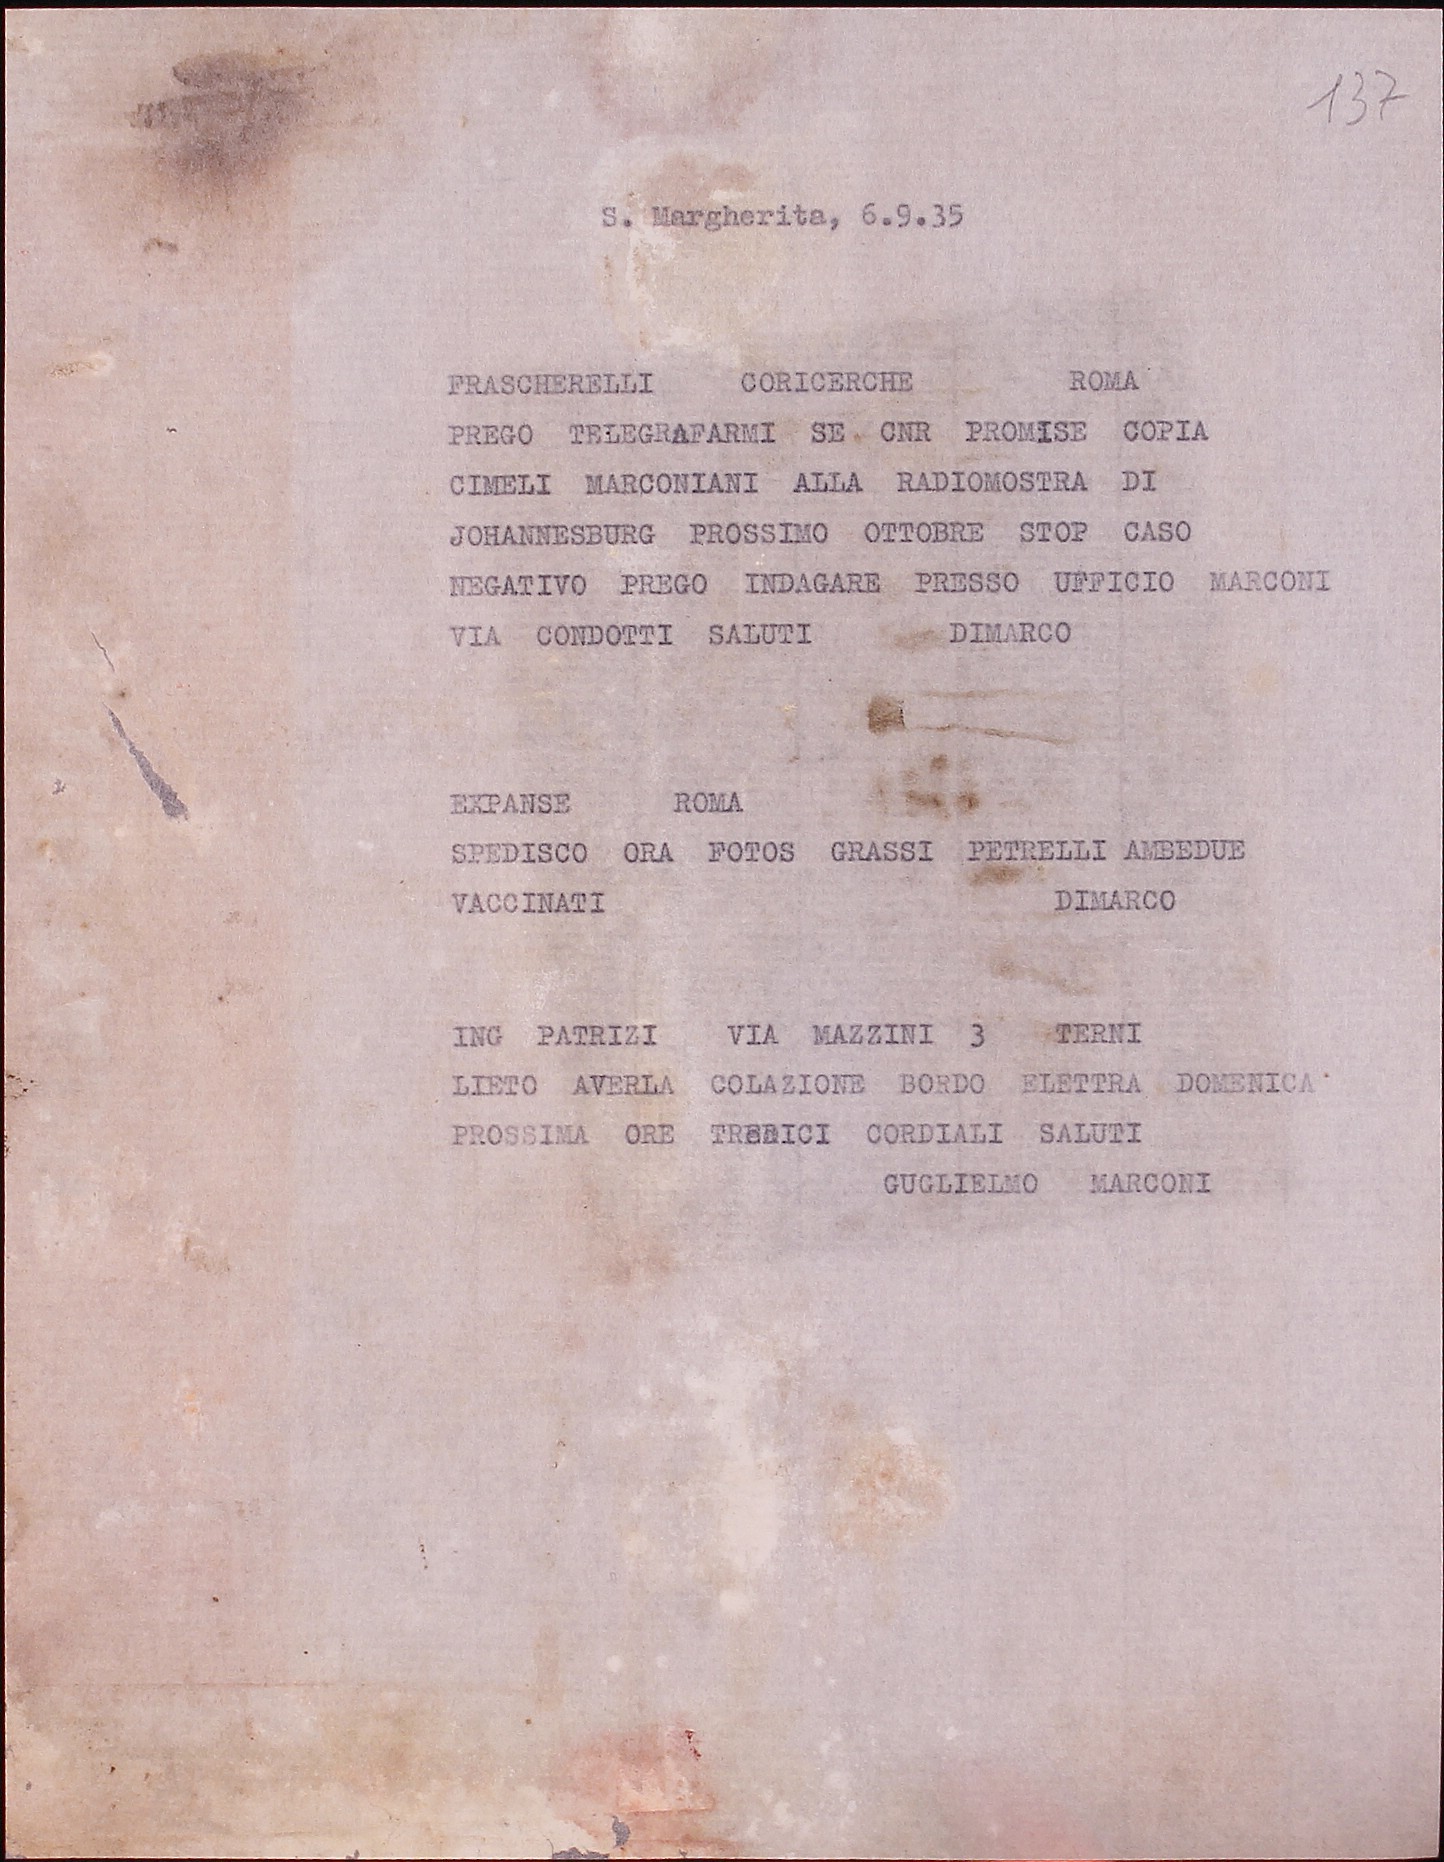 137
S. Margherita, 6.9.35
FRASCHERELLI CORICERCHE ROMA
PREGO TELEGRAFARMI SE CNR PROMISE COPIA
CIMELI MARCONIANI ALLA RADIOMOSTRA DI
JOHANNESBURG PROSSIMO OTTOBRE STOP CASO
NEGATIVO PREGO INDAGARE PRESSO UFFICIO MARCONI
VIA CONDOTTI SALUTI DIMARCO
EXPANSE ROMA
SPEDISCO ORA FOTOS GRASSI PETRELLI AMBEDUE
VACCINATI DIMARCO
ING PATRIZI VIA MAZZINI 3 TERNI
LIETO AVERLA COLAZIONE BORDO ELETTRA DOMENICA
PROSSIMA ORE TREDICI CORDIALI SALUTI
GUGLIELMO MARCONI